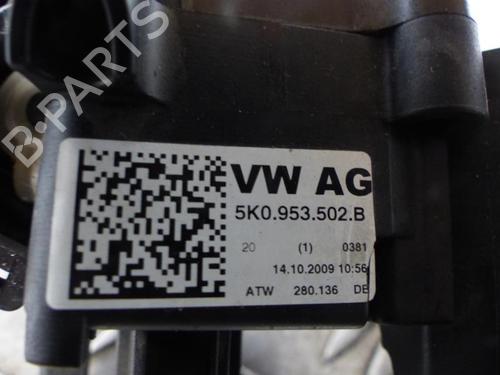 B-PARTS
VW AG
5K0.953.502.B
20 (1) 0381
14.10.2009 10:56
ATW 280.136 DE